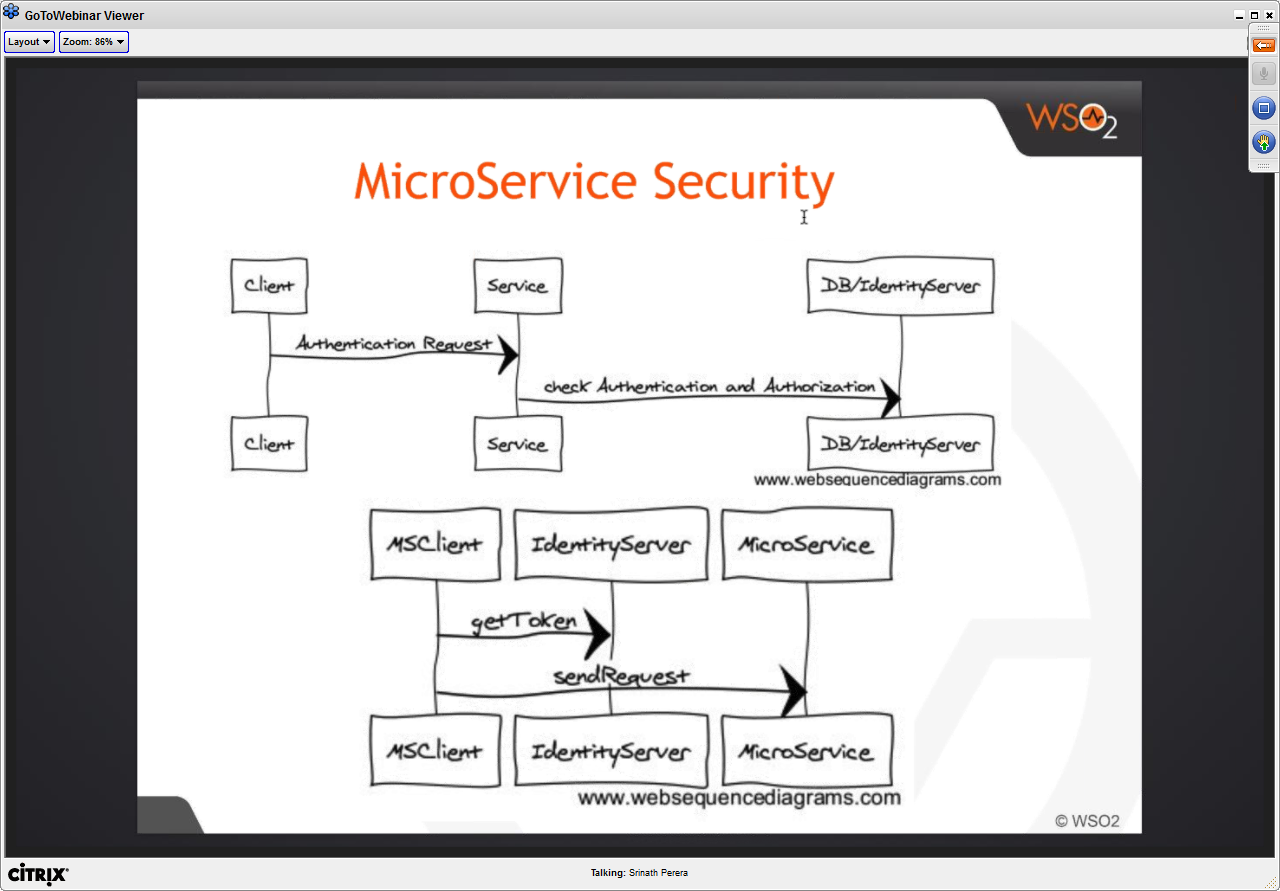 GoToWebinar Viewer
Layout
Zoom: 86%
WSO2
MicroService Security
Client
Service
DB/IdentityServer
Authentication Request
check Authentication and Authorization
Client
Service
DB/IdentityServer
www.websequencediagrams.com
MSClient
IdentityServer
MicroService
getToken
sendRequest
MSClient
IdentityServer
MicroService
www.websequencediagrams.com
© WSO2
CITRIX
Talking: Srinath Perera